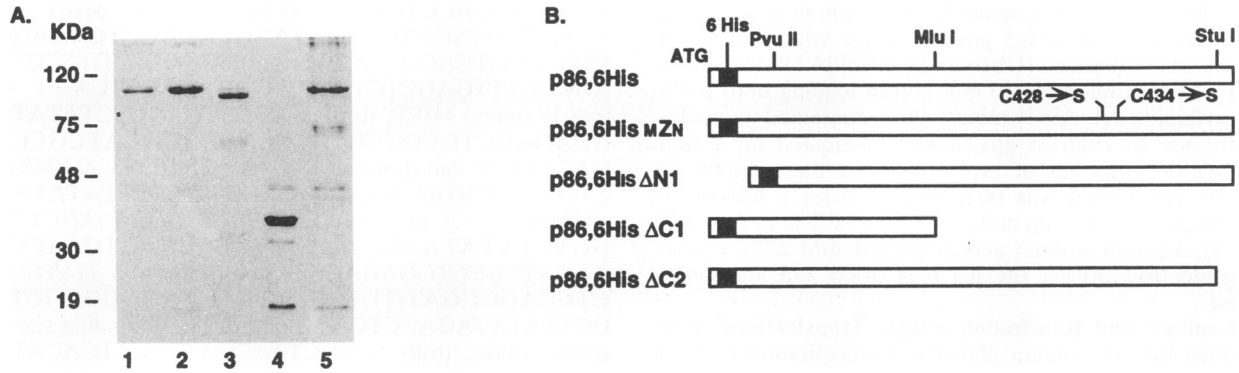 A.
KDa
120
75
48
30
19
1 2 3 4 5
B.
6 His
ATG
Pvu II
Mlu I
Stu I
p86,6His
C428→S
C434→S
p86,6His MZN
p86,6His ΔN1
p86,6His ΔC1
p86,6His ΔC2